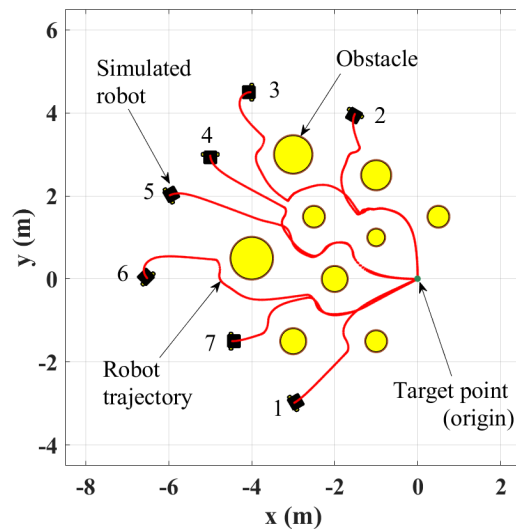 6
4
2
0
-2
-4
y (m)
-8
-6
-4
-2
0
2
x (m)
Simulated
robot
Obstacle
3
2
4
5
6
7
1
Robot
trajectory
Target point
(origin)